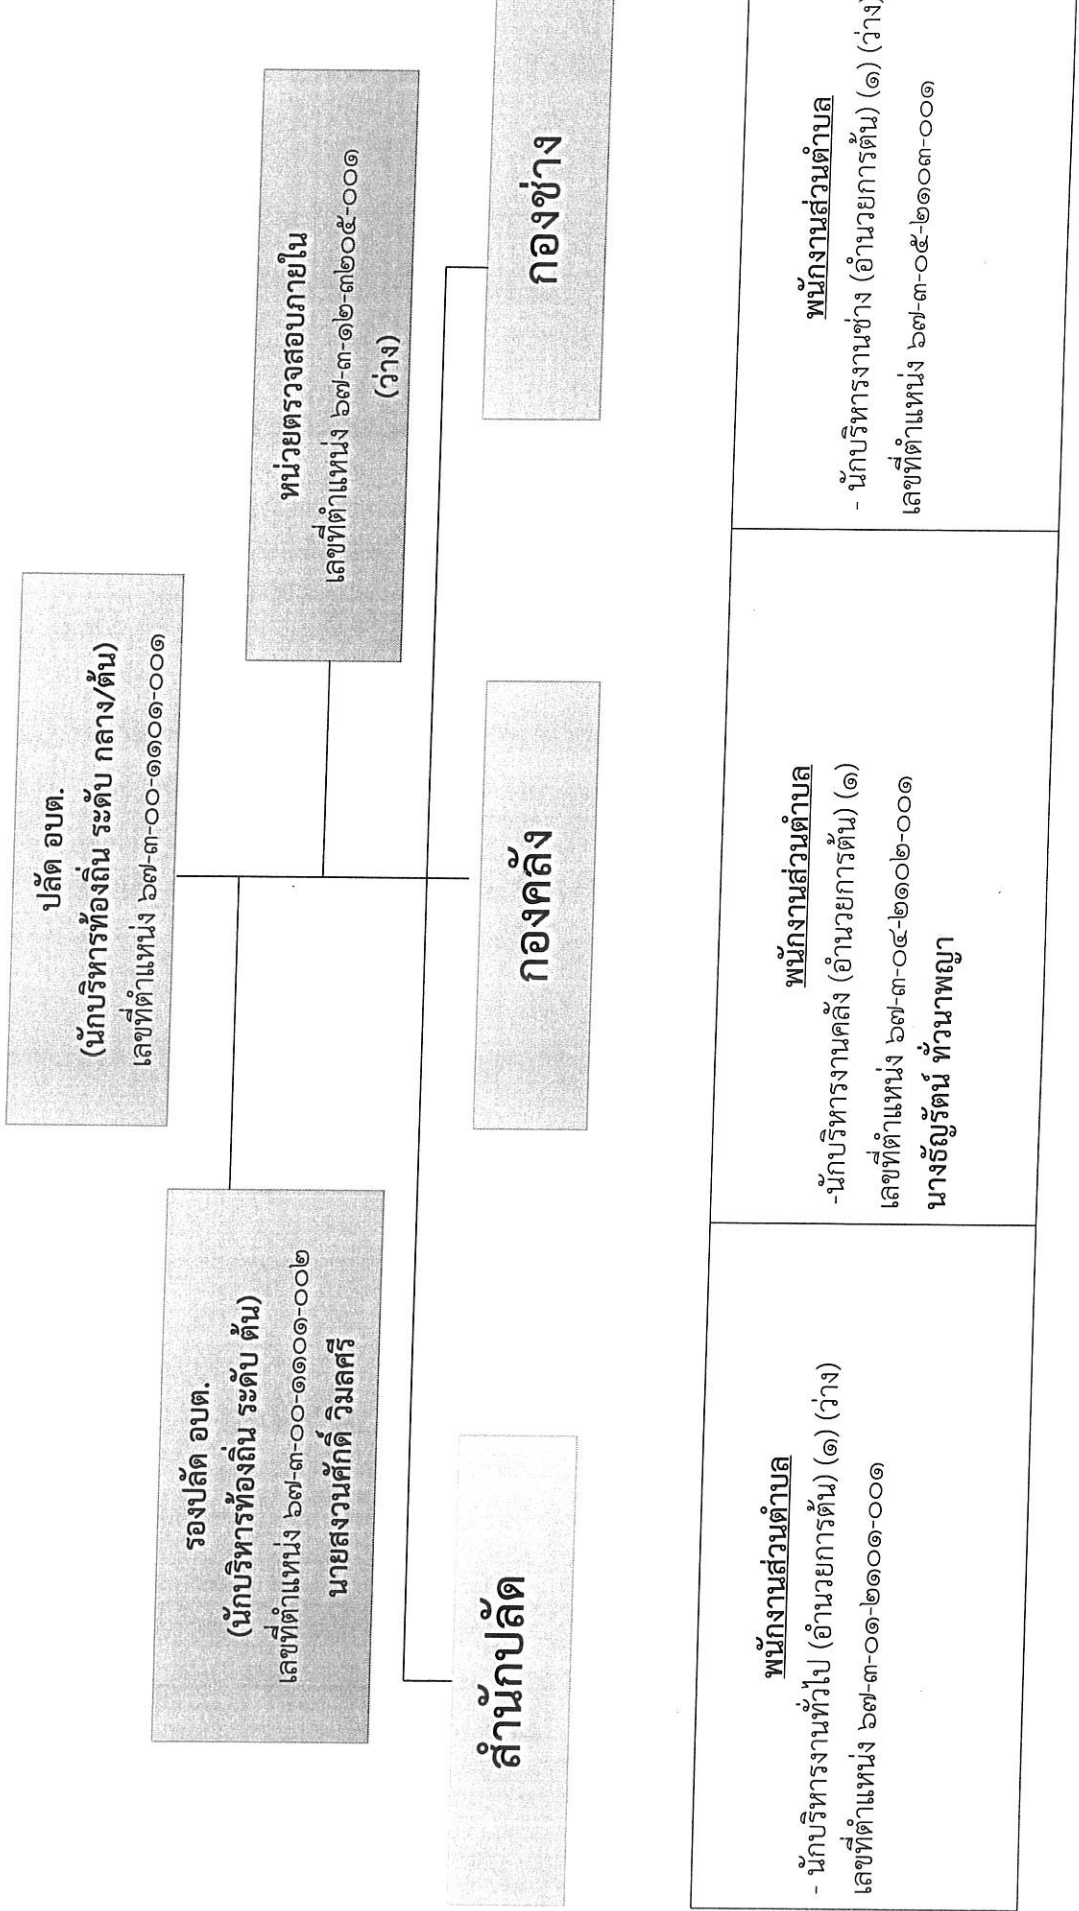 ปลัด อบต.
(นักบริหารท้องถิ่น ระดับ กลาง/ต้น)
เลขที่ตำแหน่ง ๖๗-๓-๐๐-๑๑๐๑-๐๐๑
รองปลัด อบต.
(นักบริหารท้องถิ่น ระดับ ต้น)
เลขที่ตำแหน่ง ๖๗-๓-๐๐-๑๑๐๑-๐๐๒
นายสงวนศักดิ์ วิมลศรี
หน่วยตรวจสอบภายใน
เลขที่ตำแหน่ง ๖๗-๓-๑๒-๓๒๐๕-๐๐๑
(ว่าง)
สำนักปลัด
กองคลัง
กองช่าง
พนักงานส่วนตำบล
- นักบริหารงานทั่วไป (อำนวยการต้น) (๑) (ว่าง)
เลขที่ตำแหน่ง ๖๗-๓-๐๑-๒๑๐๑-๐๐๑
พนักงานส่วนตำบล
-นักบริหารงานคลัง (อำนวยการต้น) (๑)
เลขที่ตำแหน่ง ๖๗-๓-๐๔-๒๑๐๒-๐๐๑
นางธัญรัตน์ ทั่วนาพญา
พนักงานส่วนตำบล
- นักบริหารงานช่าง (อำนวยการต้น) (๑) (ว่าง)
เลขที่ตำแหน่ง ๖๗-๓-๐๕-๒๑๐๓-๐๐๑